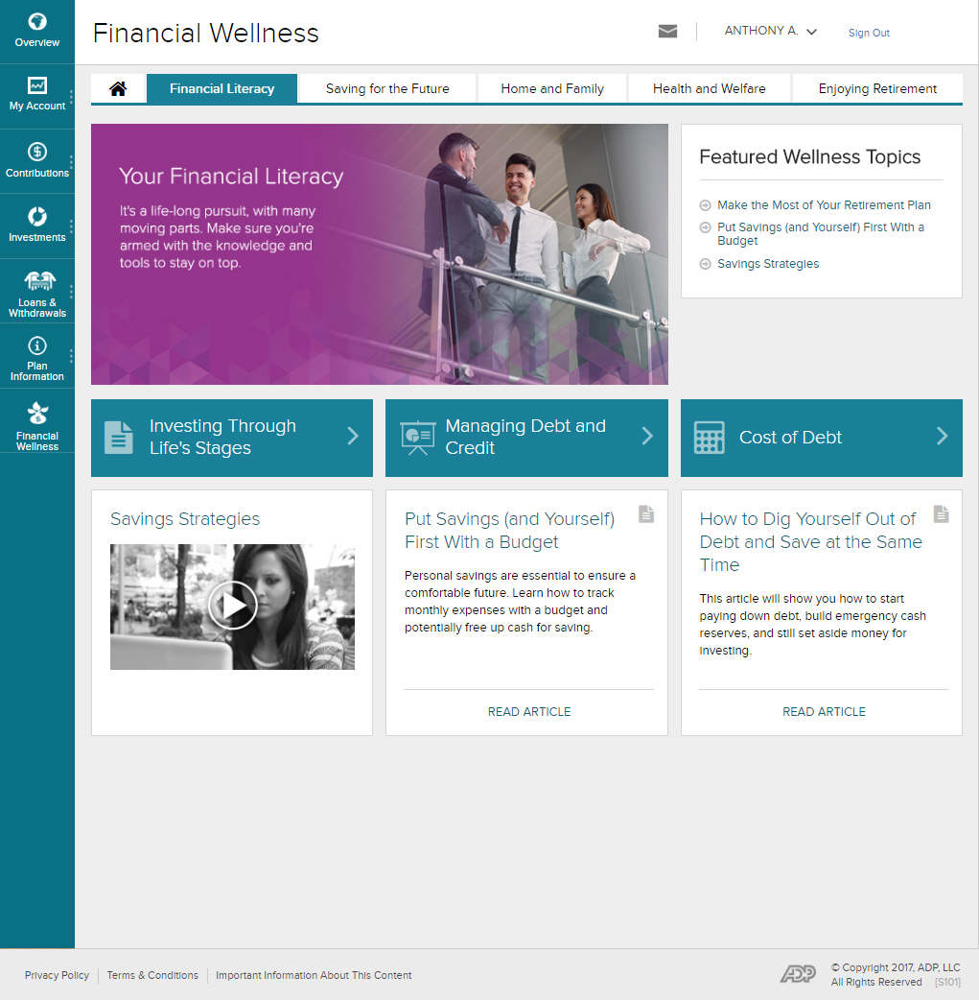 Overview
My Account
Contributions
Investments
Loans &
Withdrawals
Plan
Information
Financial
Wellness
Financial Wellness
ANTHONY A.
Sign Out
Financial Literacy
Saving for the Future
Home and Family
Health and Welfare
Enjoying Retirement
Your Financial Literacy
It's a life-long pursuit, with many
moving parts. Make sure you're
armed with the knowledge and
tools to stay on top.
Featured Wellness Topics
Make the Most of Your Retirement Plan
Put Savings (and Yourself) First With a
Budget
Savings Strategies
Investing Through
Life's Stages
Managing Debt and
Credit
Cost of Debt
Savings Strategies
Put Savings (and Yourself)
First With a Budget
Personal savings are essential to ensure a
comfortable future. Learn how to track
monthly expenses with a budget and
potentially free up cash for saving.
READ ARTICLE
How to Dig Yourself Out of
Debt and Save at the Same
Time
This article will show you how to start
paying down debt, build emergency cash
reserves, and still set aside money for
investing.
READ ARTICLE
Privacy Policy
Terms & Conditions
Important Information About This Content
ADP
© Copyright 2017, ADP, LLC
All Rights Reserved [S101]